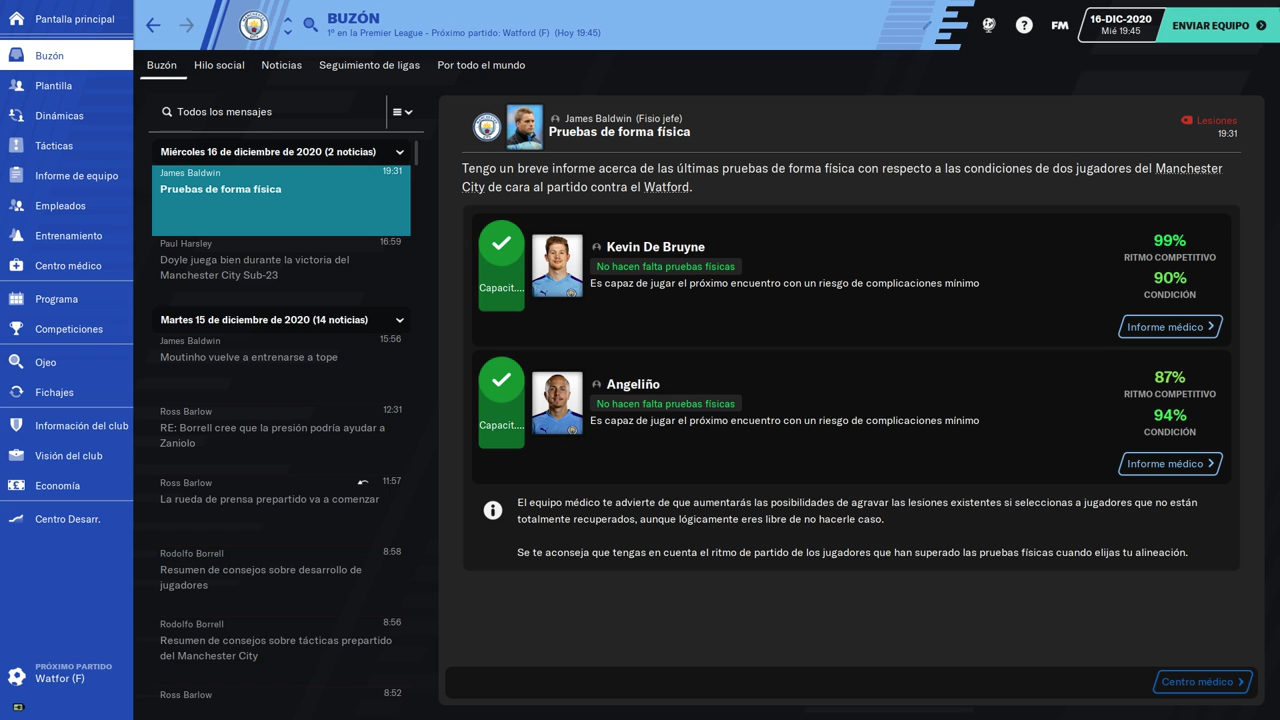 Pantalla principal
BUZÓN
1º en la Premier League - Próximo partido: Watford (F) (Hoy 19:45)
FM
16-DIC-2020
Mié 19:45
ENVIAR EQUIPO
Buzón
Plantilla
Dinámicas
Tácticas
Informe de equipo
Empleados
Entrenamiento
Centro médico
Programa
Competiciones
Ojeo
Fichajes
Información del club
Visión del club
Economía
Centro Desarr.
PRÓXIMO PARTIDO
Watfor (F)
Buzón Hilo social Noticias Seguimiento de ligas Por todo el mundo
Todos los mensajes
Miércoles 16 de diciembre de 2020 (2 noticias)
James Baldwin 19:31
Pruebas de forma física
Paul Harsley 16:59
Doyle juega bien durante la victoria del
Manchester City Sub-23
Martes 15 de diciembre de 2020 (14 noticias)
James Baldwin 15:56
Moutinho vuelve a entrenarse a tope
Ross Barlow 12:31
RE: Borrell cree que la presión podría ayudar a
Zaniolo
Ross Barlow 11:57
La rueda de prensa prepartido va a comenzar
Rodolfo Borrell 8:58
Resumen de consejos sobre desarrollo de
jugadores
Rodolfo Borrell 8:56
Resumen de consejos sobre tácticas prepartido
del Manchester City
Ross Barlow 8:52
James Baldwin (Fisio jefe)
Pruebas de forma física
Lesiones
19:31
Tengo un breve informe acerca de las últimas pruebas de forma física con respecto a las condiciones de dos jugadores del Manchester
City de cara al partido contra el Watford.
Capacit....
Kevin De Bruyne
No hacen falta pruebas físicas
Es capaz de jugar el próximo encuentro con un riesgo de complicaciones mínimo
99%
RITMO COMPETITIVO
90%
CONDICIÓN
Informe médico
Capacit....
Angeliño
No hacen falta pruebas físicas
Es capaz de jugar el próximo encuentro con un riesgo de complicaciones mínimo
87%
RITMO COMPETITIVO
94%
CONDICIÓN
Informe médico
El equipo médico te advierte de que aumentarás las posibilidades de agravar las lesiones existentes si seleccionas a jugadores que no están
totalmente recuperados, aunque lógicamente eres libre de no hacerle caso.
Se te aconseja que tengas en cuenta el ritmo de partido de los jugadores que han superado las pruebas físicas cuando elijas tu alineación.
Centro médico